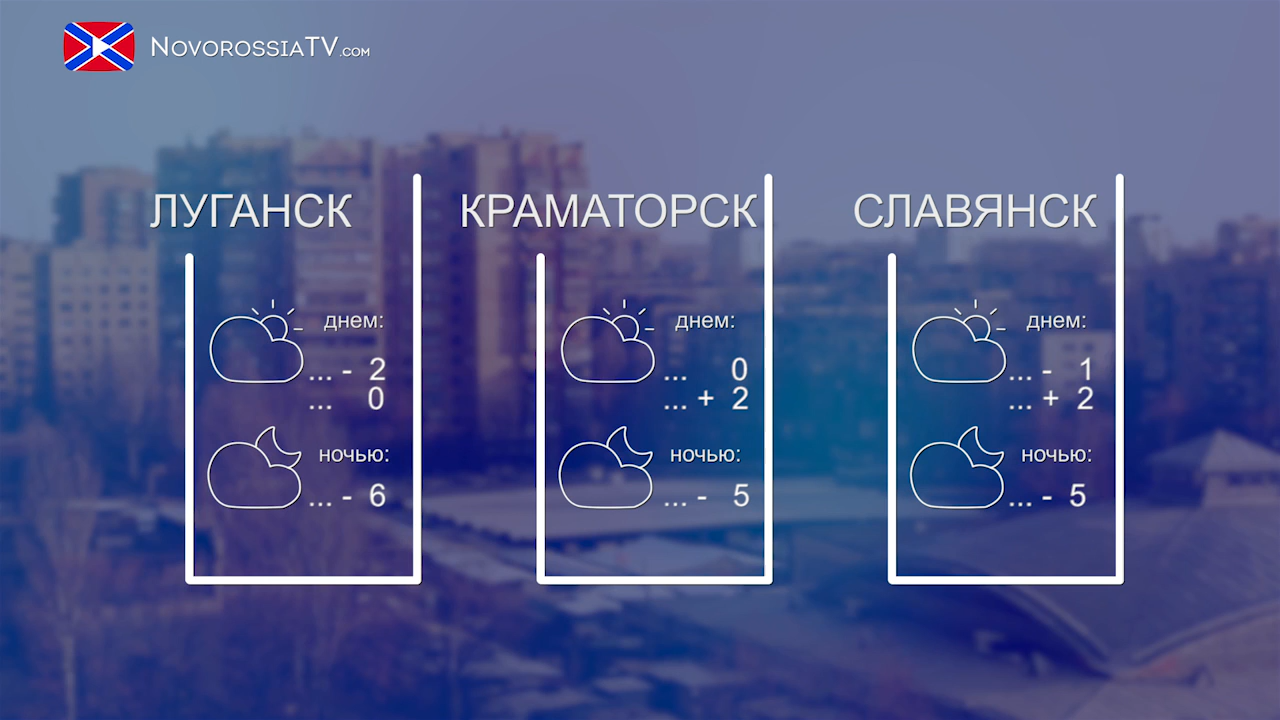 NovorossiaTV.com
ЛУГАНСК
днем:
... - 2
... 0
ночью:
... - 6
КРАМАТОРСК
днем:
... 0
... + 2
ночью:
... - 5
СЛАВЯНСК
днем:
... - 1
... + 2
ночью:
... - 5